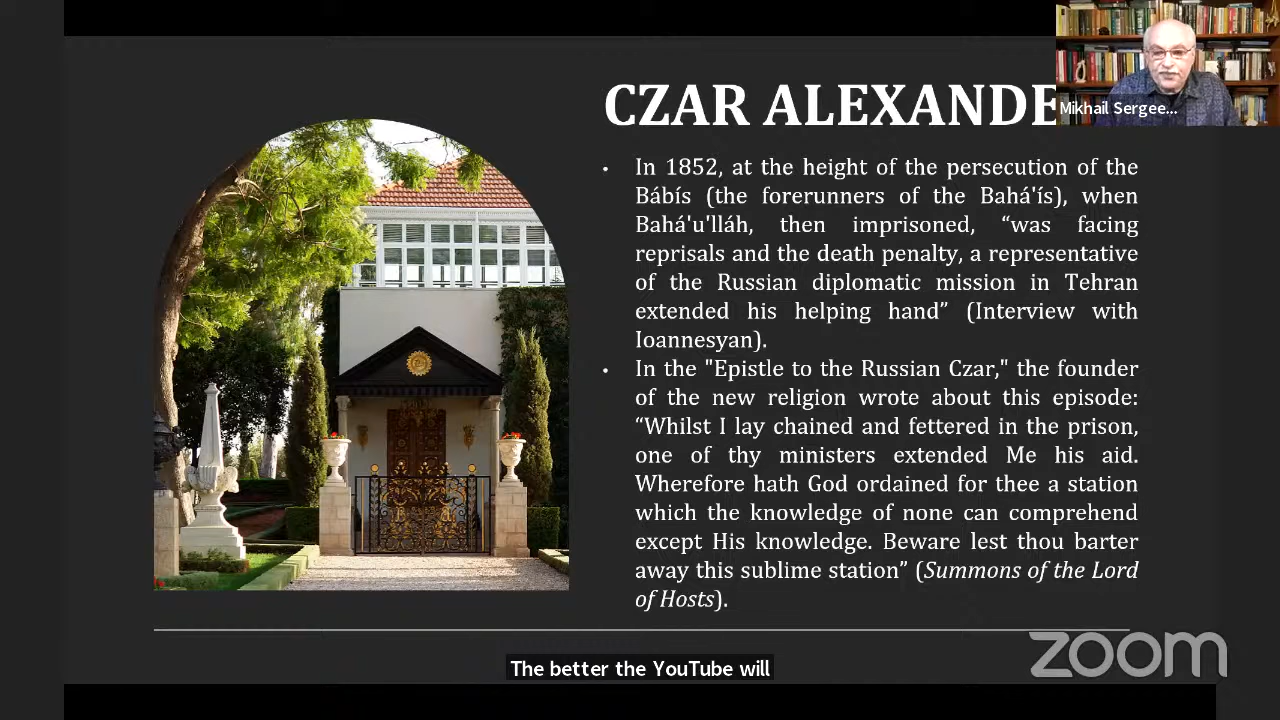 CZAR ALEXANDE
Mikhail Sergee...
• In 1852, at the height of the persecution of the
Bábís (the forerunners of the Bahá'ís), when
Bahá'u'lláh, then imprisoned, “was facing
reprisals and the death penalty, a representative
of the Russian diplomatic mission in Tehran
extended his helping hand” (Interview with
Ioannesyan).
• In the "Epistle to the Russian Czar," the founder
of the new religion wrote about this episode:
“Whilst I lay chained and fettered in the prison,
one of thy ministers extended Me his aid.
Wherefore hath God ordained for thee a station
which the knowledge of none can comprehend
except His knowledge. Beware lest thou barter
away this sublime station” (Summons of the Lord
of Hosts).
zoom
The better the YouTube will